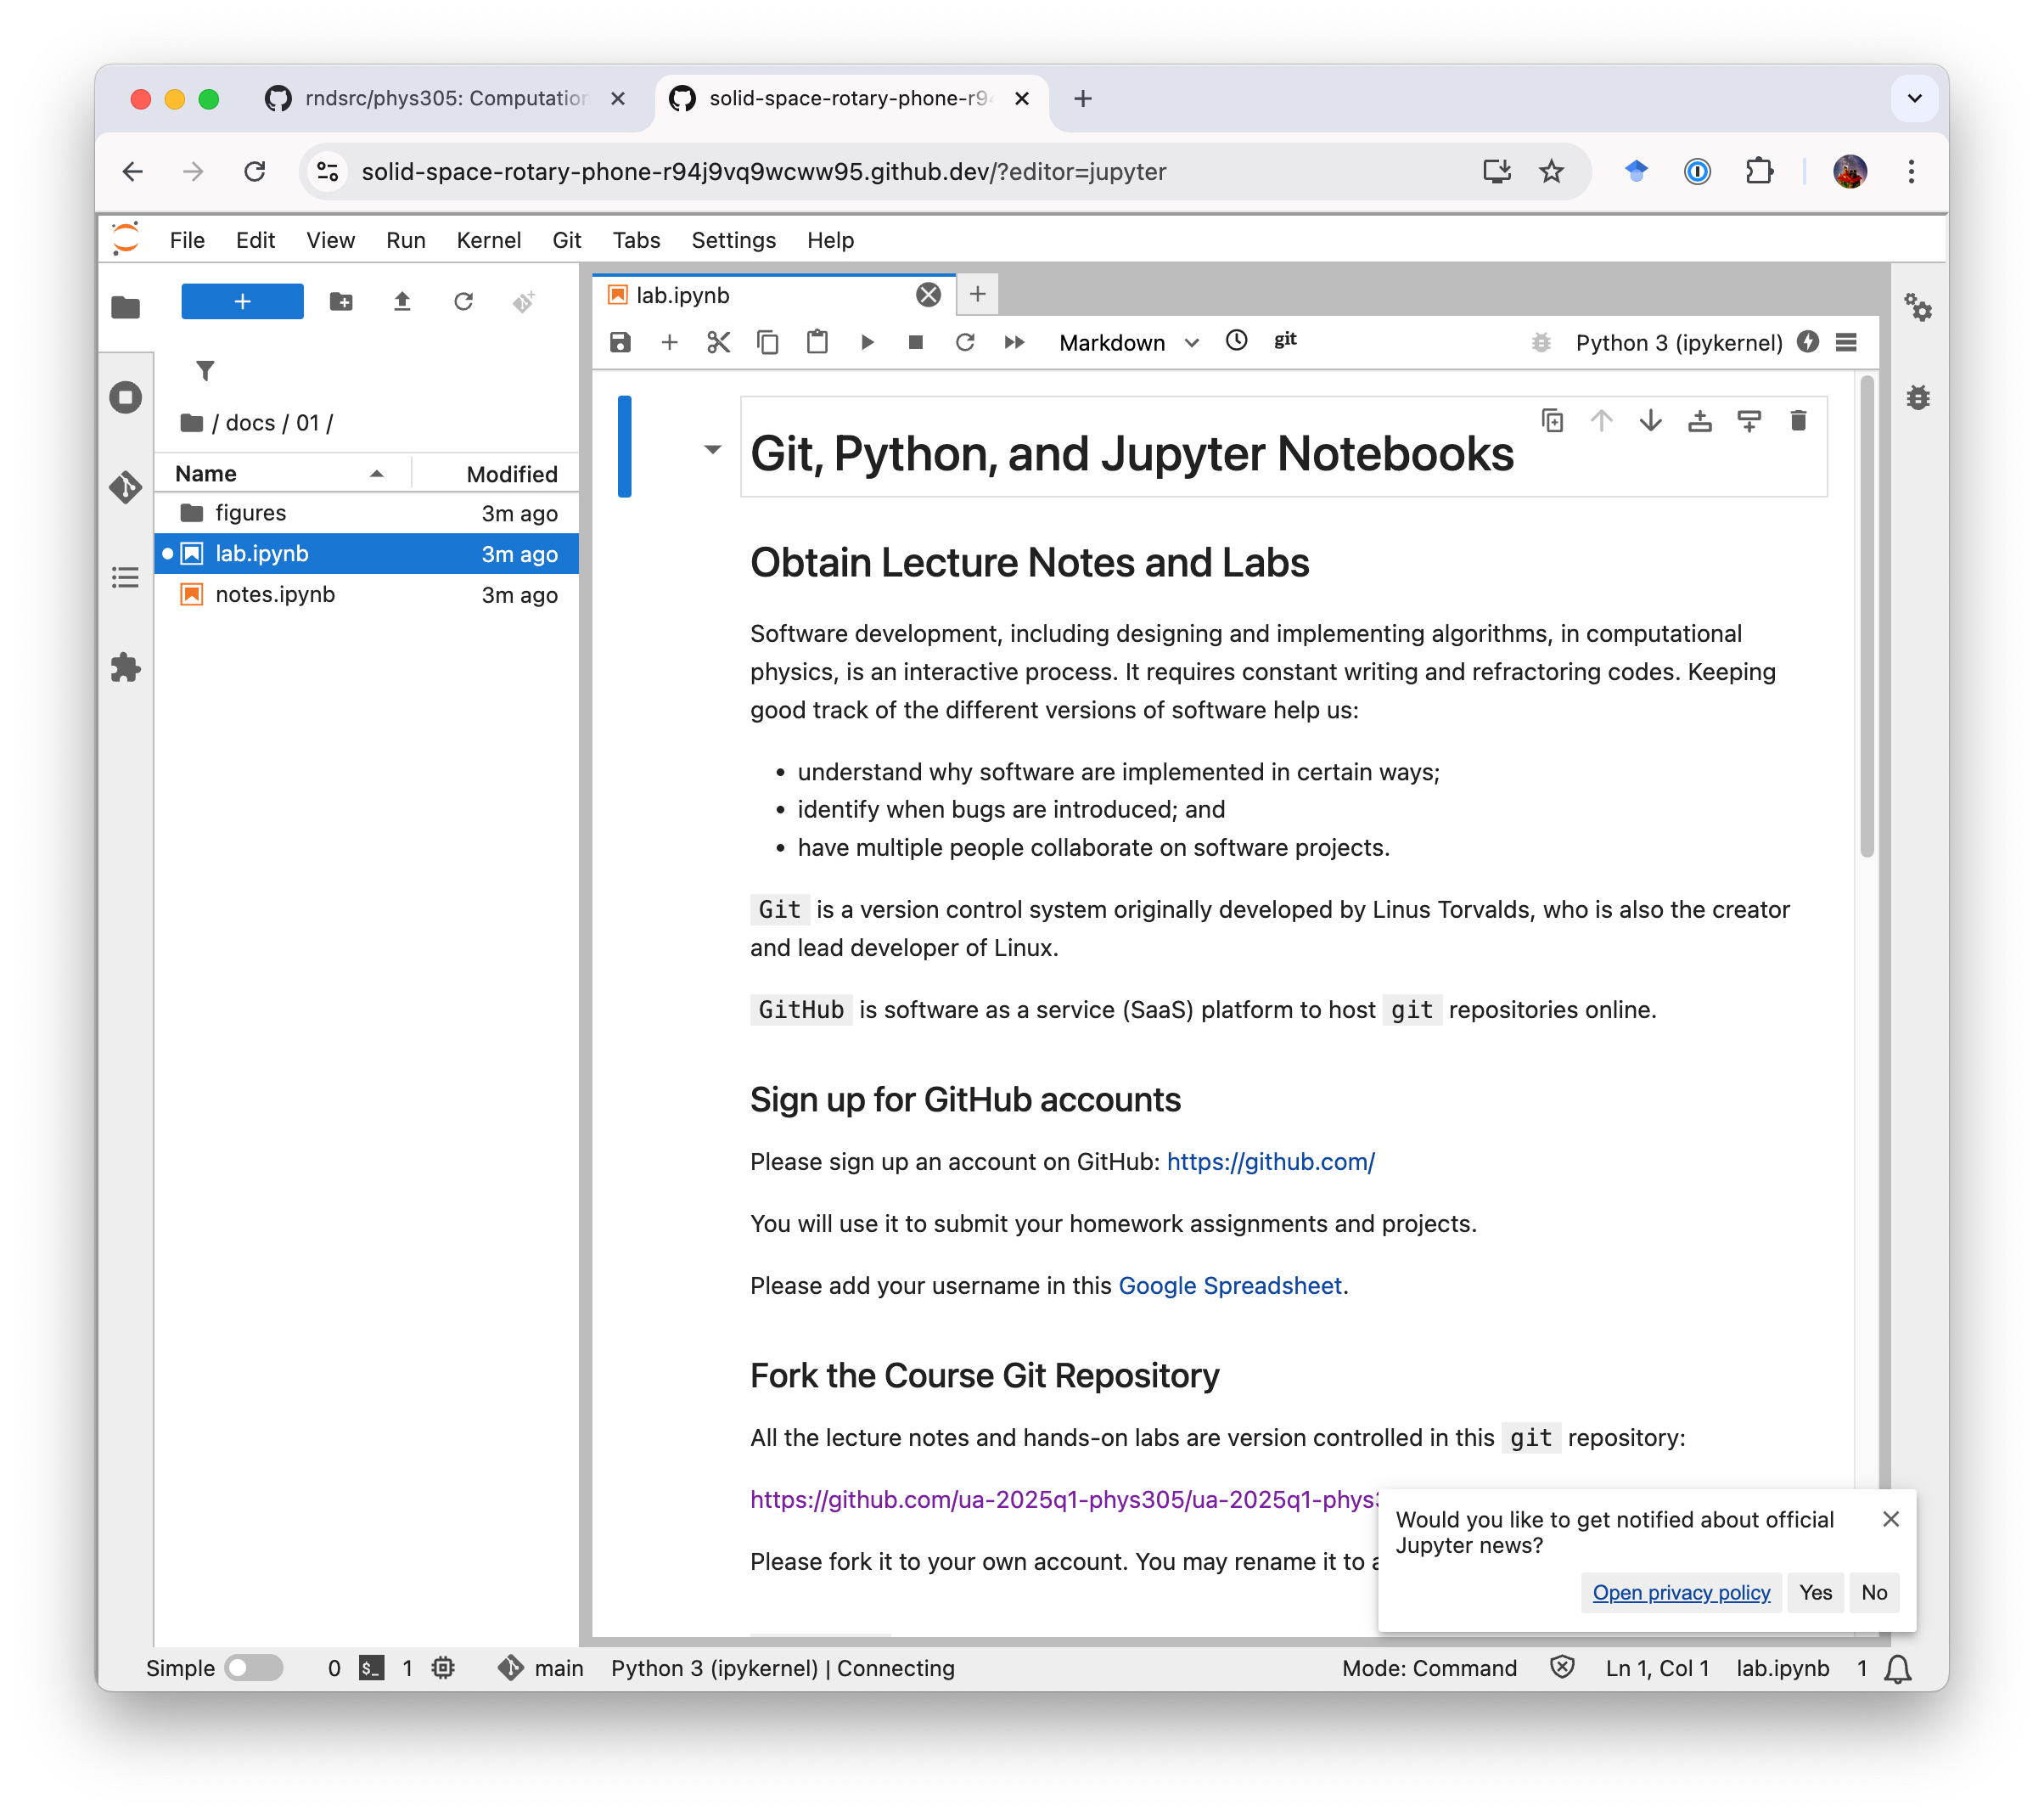 rndsrc/phys305: Computation
solid-space-rotary-phone-r94
solid-space-rotary-phone-r94j9vq9wcww95.github.dev/?editor=jupyter
File Edit View Run Kernel Git Tabs Settings Help
lab.ipynb
Markdown git Python 3 (ipykernel)
/ docs / 01 /
Name Modified
figures 3m ago
lab.ipynb 3m ago
notes.ipynb 3m ago
Git, Python, and Jupyter Notebooks
Obtain Lecture Notes and Labs
Software development, including designing and implementing algorithms, in computational
physics, is an interactive process. It requires constant writing and refractoring codes. Keeping
good track of the different versions of software help us:
• understand why software are implemented in certain ways;
• identify when bugs are introduced; and
• have multiple people collaborate on software projects.
Git is a version control system originally developed by Linus Torvalds, who is also the creator
and lead developer of Linux.
GitHub is software as a service (SaaS) platform to host git repositories online.
Sign up for GitHub accounts
Please sign up an account on GitHub: https://github.com/
You will use it to submit your homework assignments and projects.
Please add your username in this Google Spreadsheet.
Fork the Course Git Repository
All the lecture notes and hands-on labs are version controlled in this git repository:
https://github.com/ua-2025q1-phys305/ua-2025q1-phys
Please fork it to your own account. You may rename it to
Would you like to get notified about official
Jupyter news?
Open privacy policy Yes No
Simple 0 $_ 1 main Python 3 (ipykernel) | Connecting Mode: Command Ln 1, Col 1 lab.ipynb 1